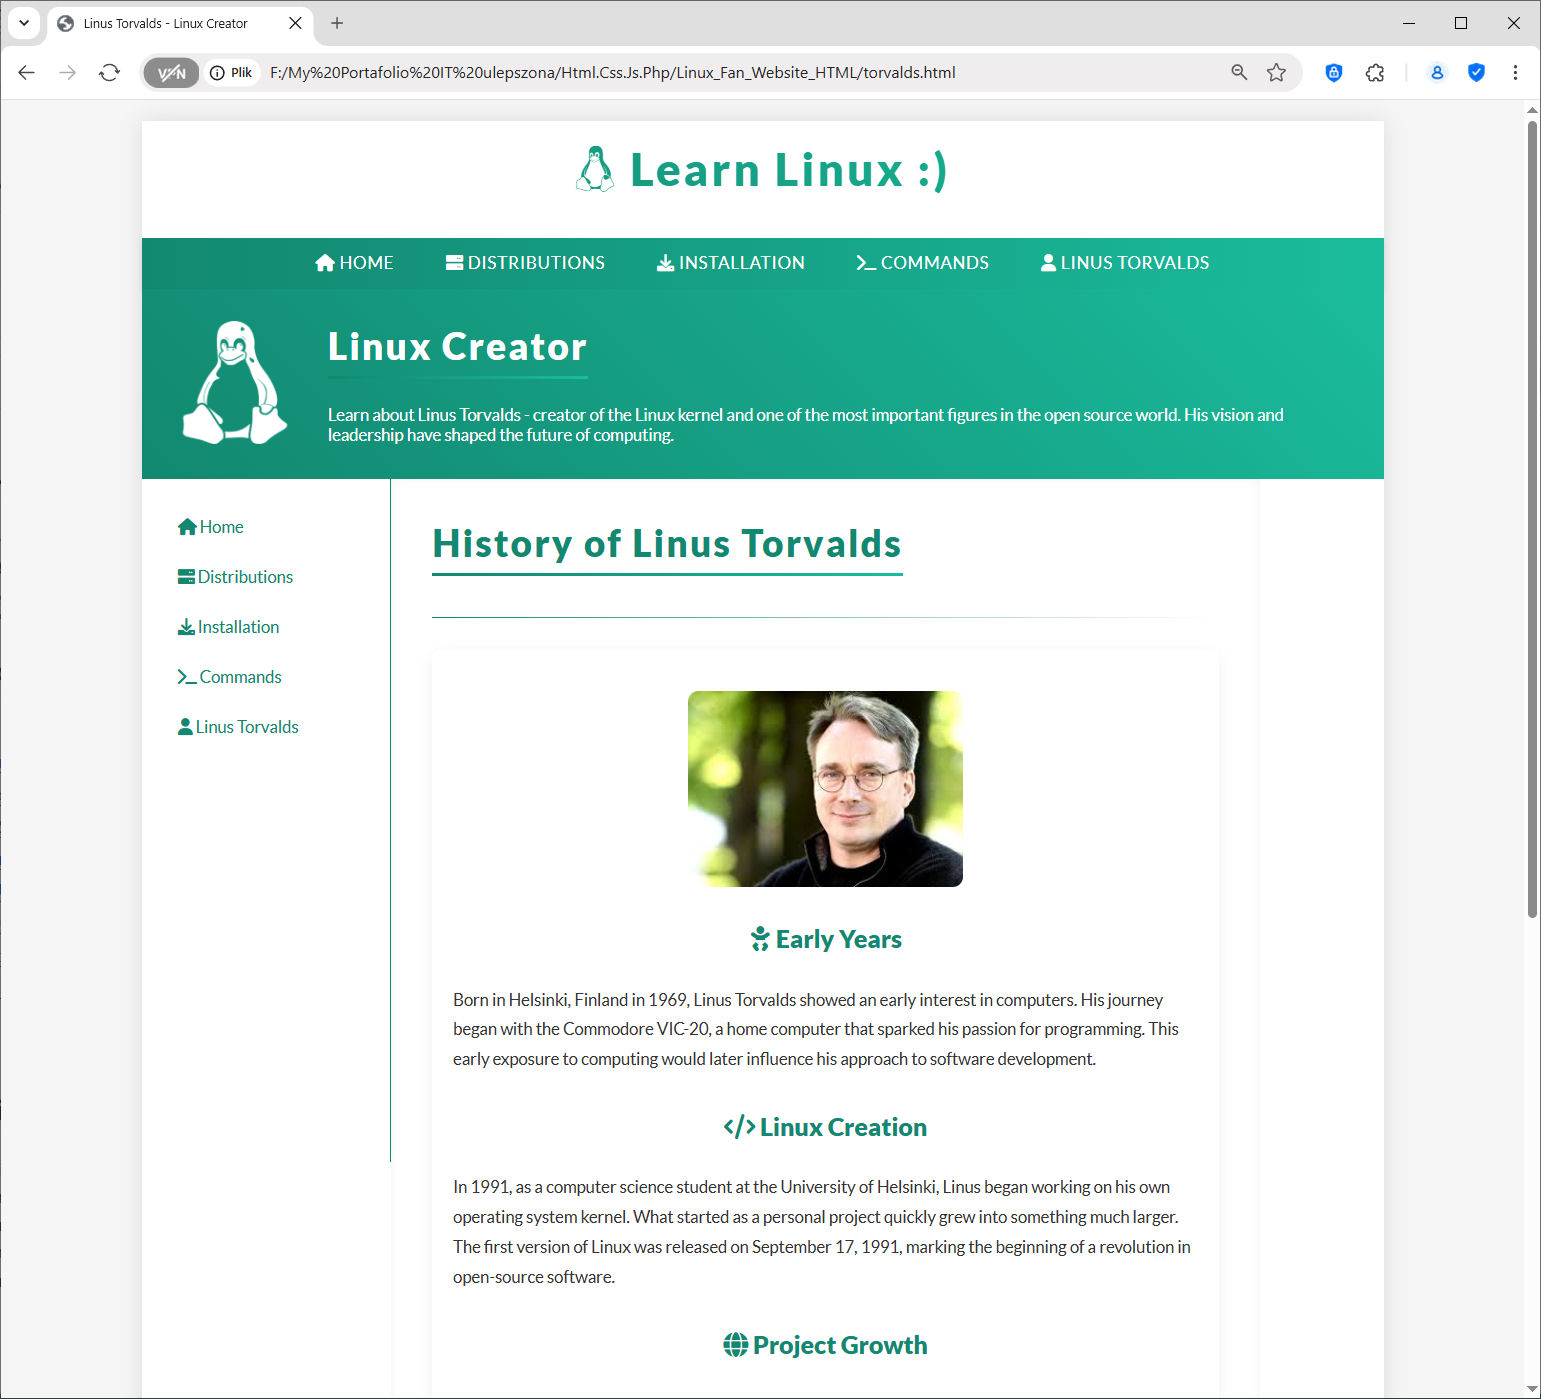 Linus Torvalds - Linux Creator
VPN
Plik
F:/My%20Portafolio%20IT%20ulepszona/Html.Css.Js.Php/Linux_Fan_Website_HTML/torvalds.html
Learn Linux :)
HOME DISTRIBUTIONS INSTALLATION COMMANDS LINUS TORVALDS
Linux Creator
Learn about Linus Torvalds - creator of the Linux kernel and one of the most important figures in the open source world. His vision and
leadership have shaped the future of computing.
Home
Distributions
Installation
Commands
Linus Torvalds
History of Linus Torvalds
Early Years
Born in Helsinki, Finland in 1969, Linus Torvalds showed an early interest in computers. His journey
began with the Commodore VIC-20, a home computer that sparked his passion for programming. This
early exposure to computing would later influence his approach to software development.
Linux Creation
In 1991, as a computer science student at the University of Helsinki, Linus began working on his own
operating system kernel. What started as a personal project quickly grew into something much larger.
The first version of Linux was released on September 17, 1991, marking the beginning of a revolution in
open-source software.
Project Growth